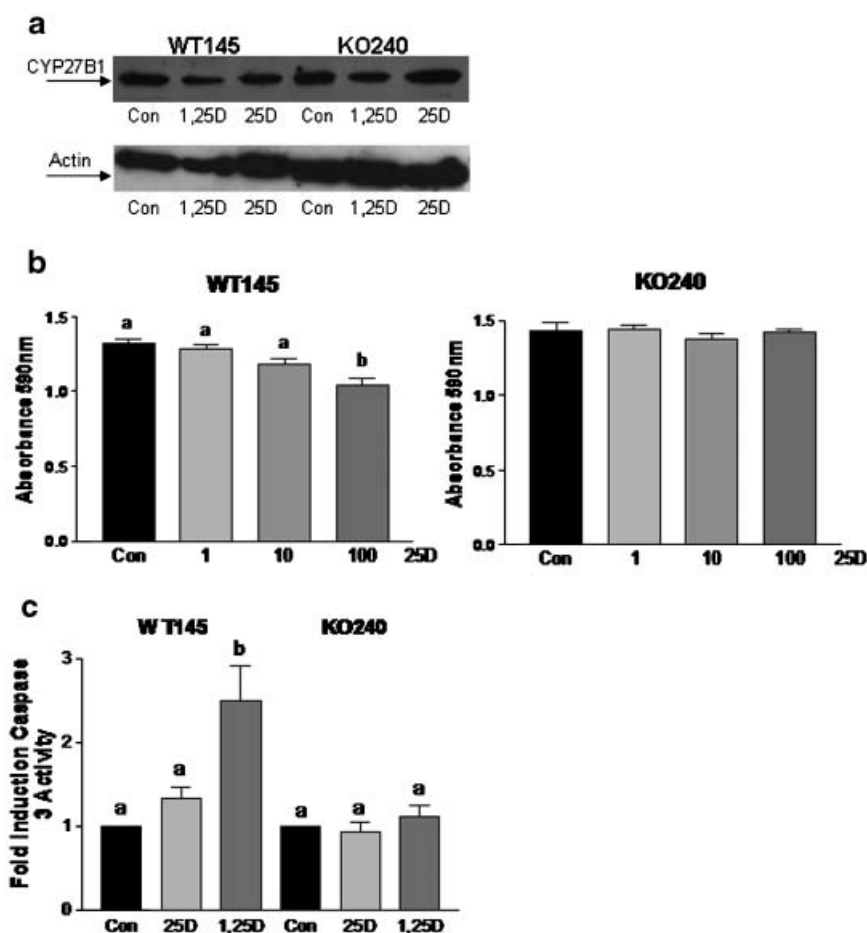 a
WT145 KO240
CYP27B1
Con 1,25D 25D Con 1,25D 25D
Actin
Con 1,25D 25D Con 1,25D 25D
b
WT145
1.5
1.0
0.5
0.0
Absorbance 590nm
a a a b
Con 1 10 100 25D
KO240
1.5
1.0
0.5
0.0
Absorbance 590 nm
Con 1 10 100 25D
c
W T145 KO240
3
2
1
0
Fold Induction Caspase
3 Activity
a a b a a a
Con 25D 1,25D Con 25D 1,25D